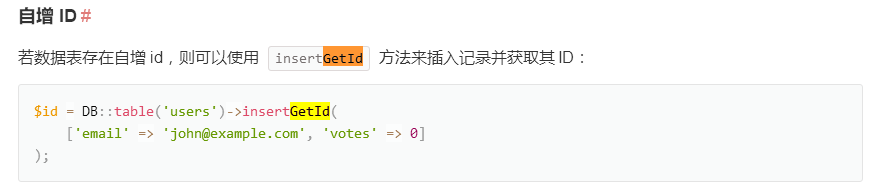 自增 ID #
若数据表存在自增 id，则可以使用 insertGetId 方法来插入记录并获取其 ID：
$id = DB::table('users')->insertGetId(
    ['email' => 'john@example.com', 'votes' => 0]
);